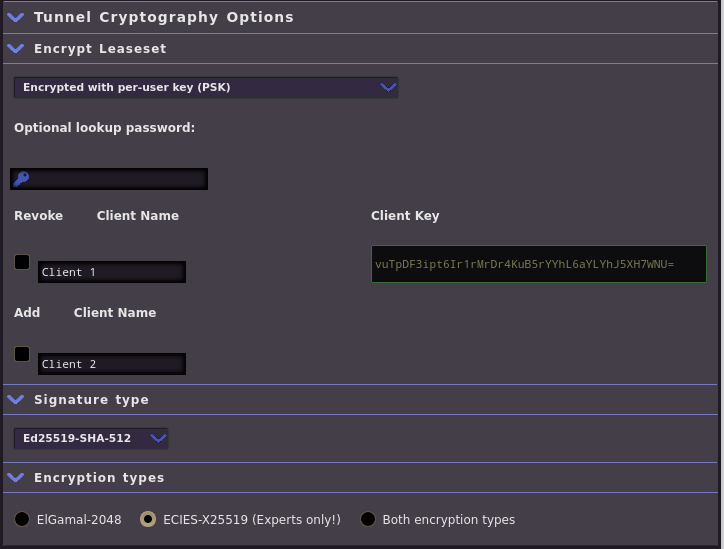 Tunnel Cryptography Options
Encrypt Leaseset
Encrypted with per-user key (PSK)
Optional lookup password:
Revoke Client Name Client Key
Client 1 vuTpDF3ipt6Ir1rMrDr4KuB5rYYhL6aYLYhJ5XH7WNU=
Add Client Name
Client 2
Signature type
Ed25519-SHA-512
Encryption types
ElGamal-2048 ECIES-X25519 (Experts only!) Both encryption types